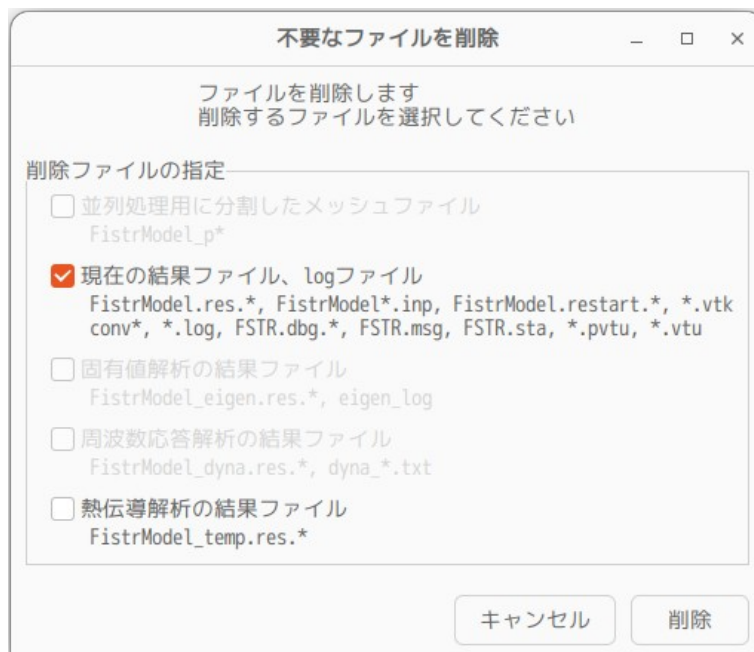 不要なファイルを削除
ファイルを削除します
削除するファイルを選択してください
削除ファイルの指定
並列処理用に分割したメッシュファイル
FistrModel_p*
現在の結果ファイル、logファイル
FistrModel.res.*, FistrModel*.inp, FistrModel.restart.*, *.vtk
conv*, *.log, FSTR.dbg.*, FSTR.msg, FSTR.sta, *.pvtu, *.vtu
固有値解析の結果ファイル
FistrModel_eigen.res.*, eigen_log
周波数応答解析の結果ファイル
FistrModel_dyna.res.*, dyna_*.txt
熱伝導解析の結果ファイル
FistrModel_temp.res.*
キャンセル
削除